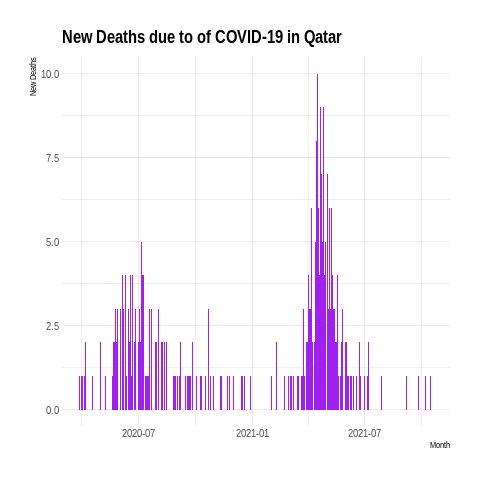 New Deaths due to of COVID-19 in Qatar
New Deaths
10.0
7.5
5.0
2.5
0.0
2020-07
2021-01
2021-07
Month